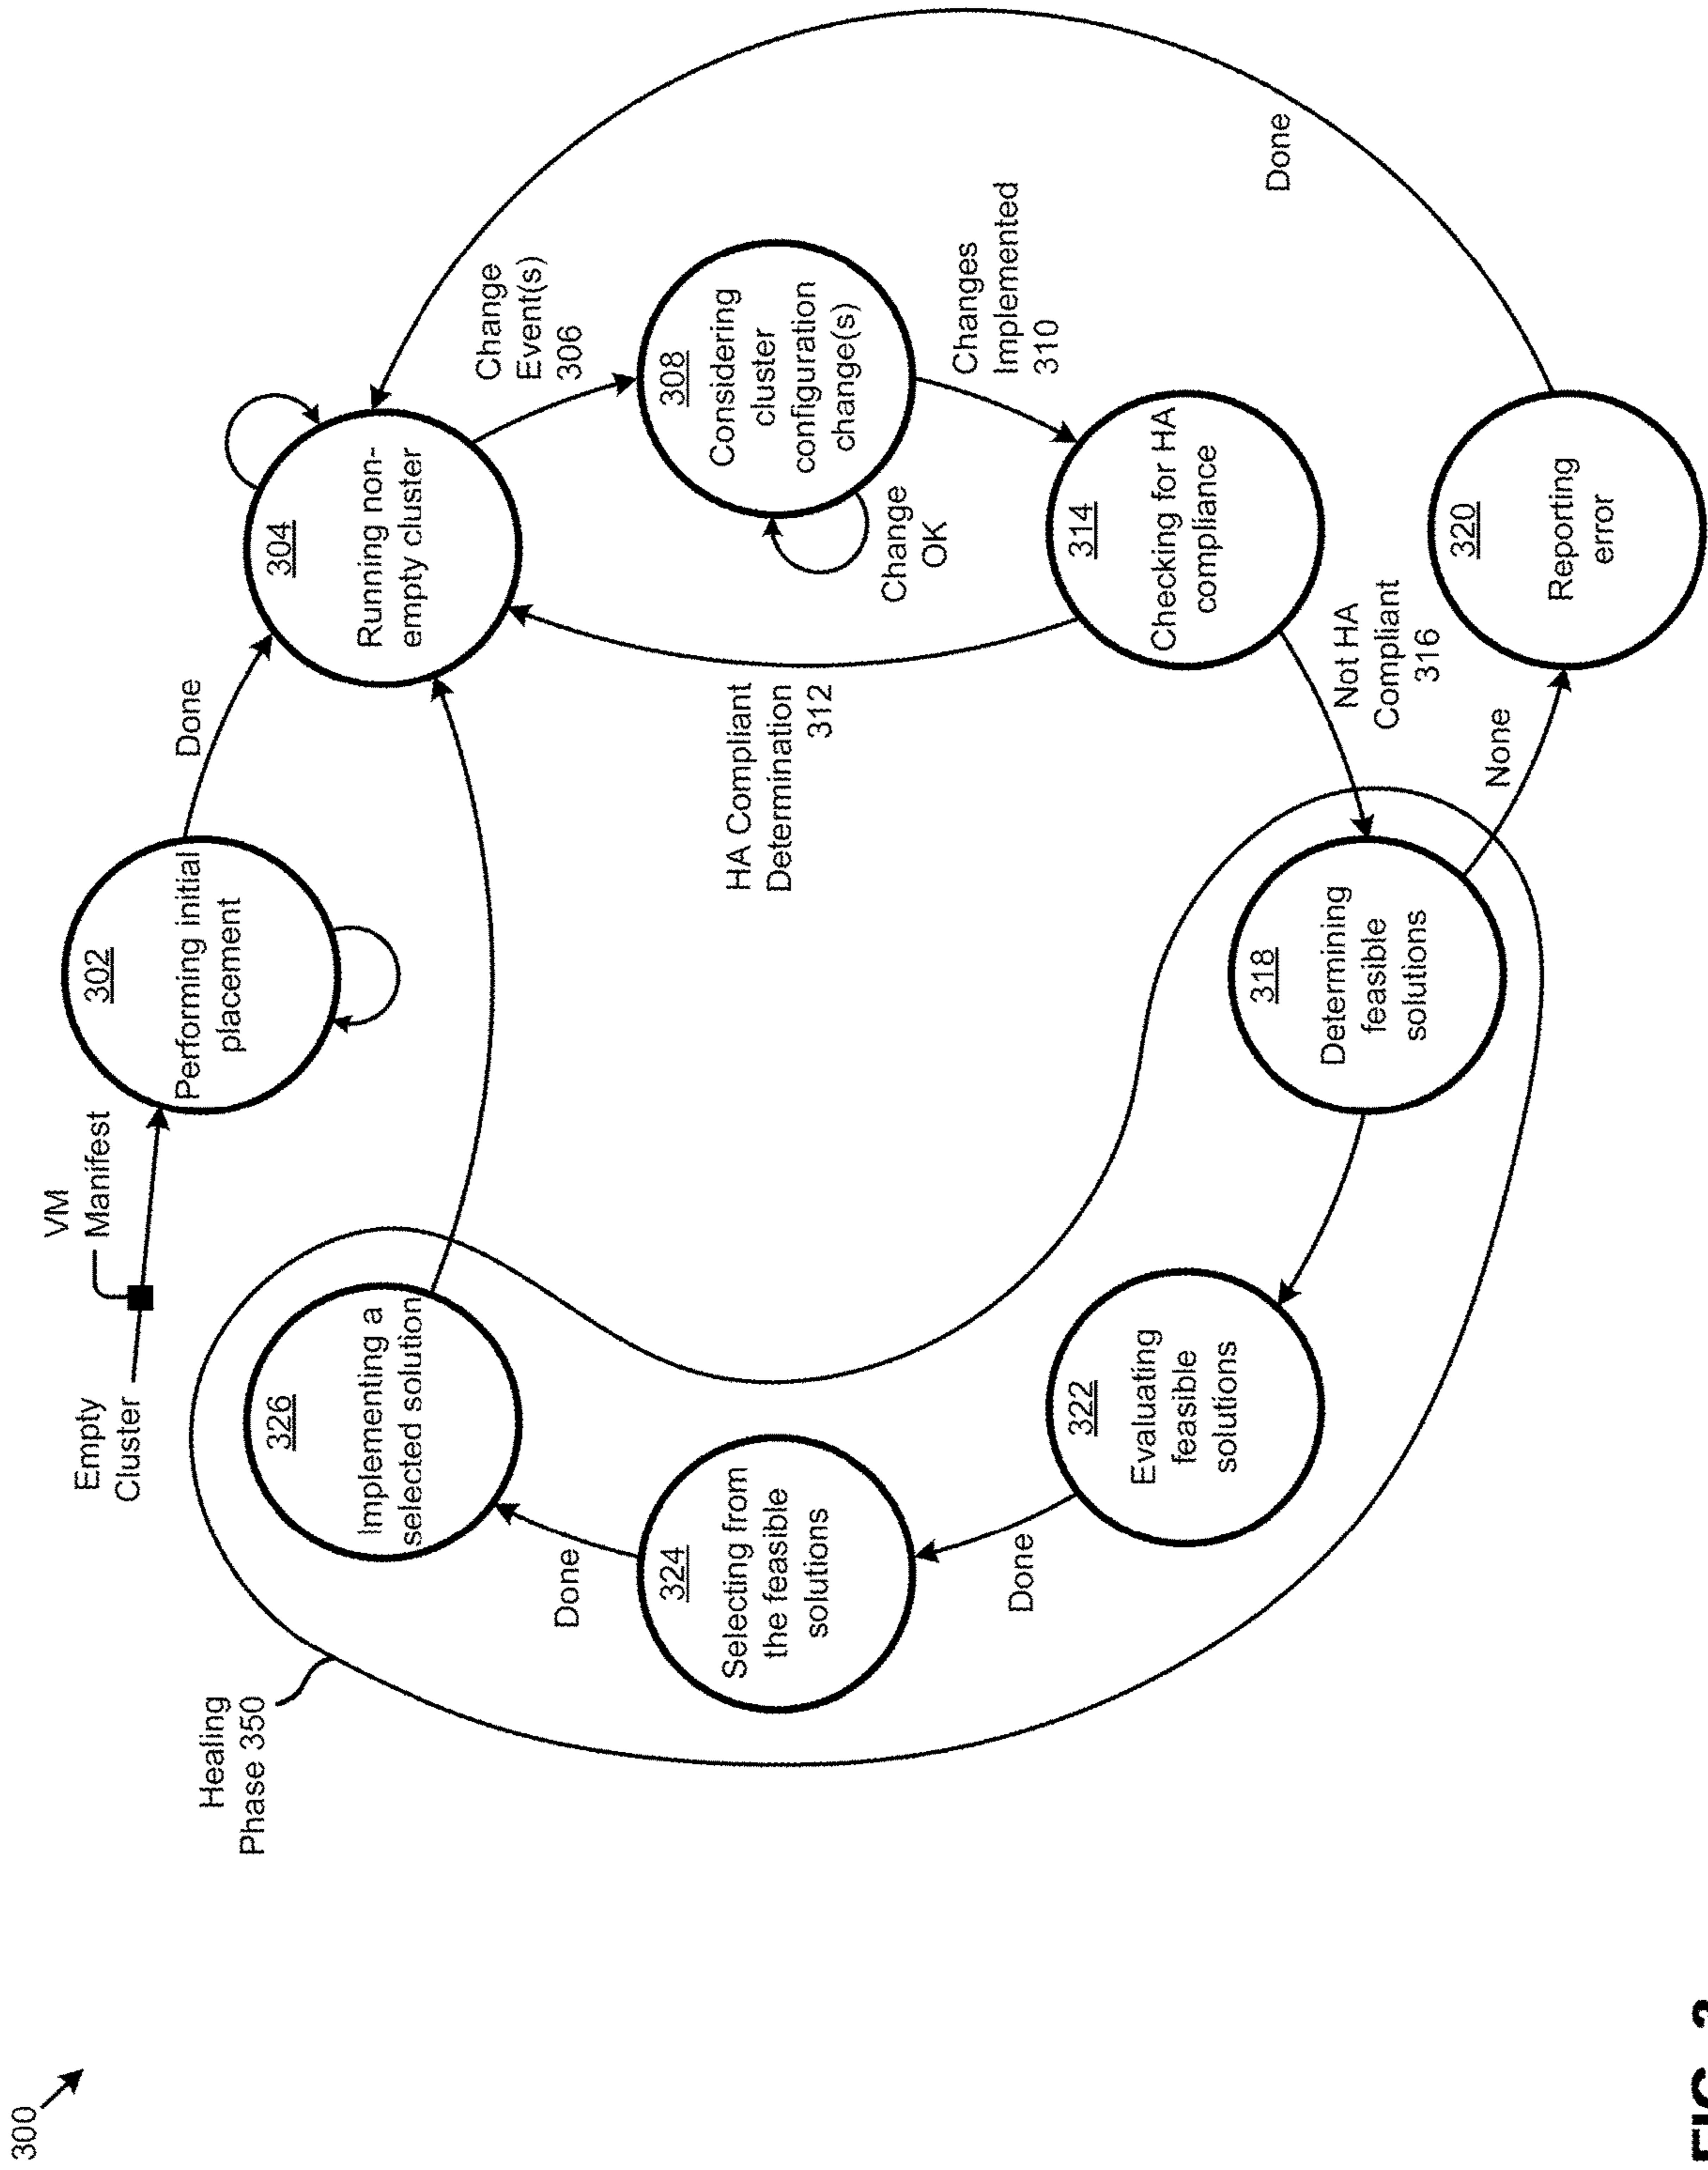 300
Empty
Cluster
VM
Manifest
302
Performing initial
placement
Done
304
Running non-
empty cluster
Change
Event(s)
306
308
Considering
cluster
configuration
change(s)
Change
OK
Changes
Implemented
310
HA Compliant
Determination
312
314
Checking for HA
compliance
Not HA
Compliant
316
318
Determining
feasible
solutions
None
320
Reporting
error
Done
322
Evaluating
feasible
solutions
Done
324
Selecting from
the feasible
solutions
Done
326
Implementing a
selected solution
Healing
Phase 350
FIG.